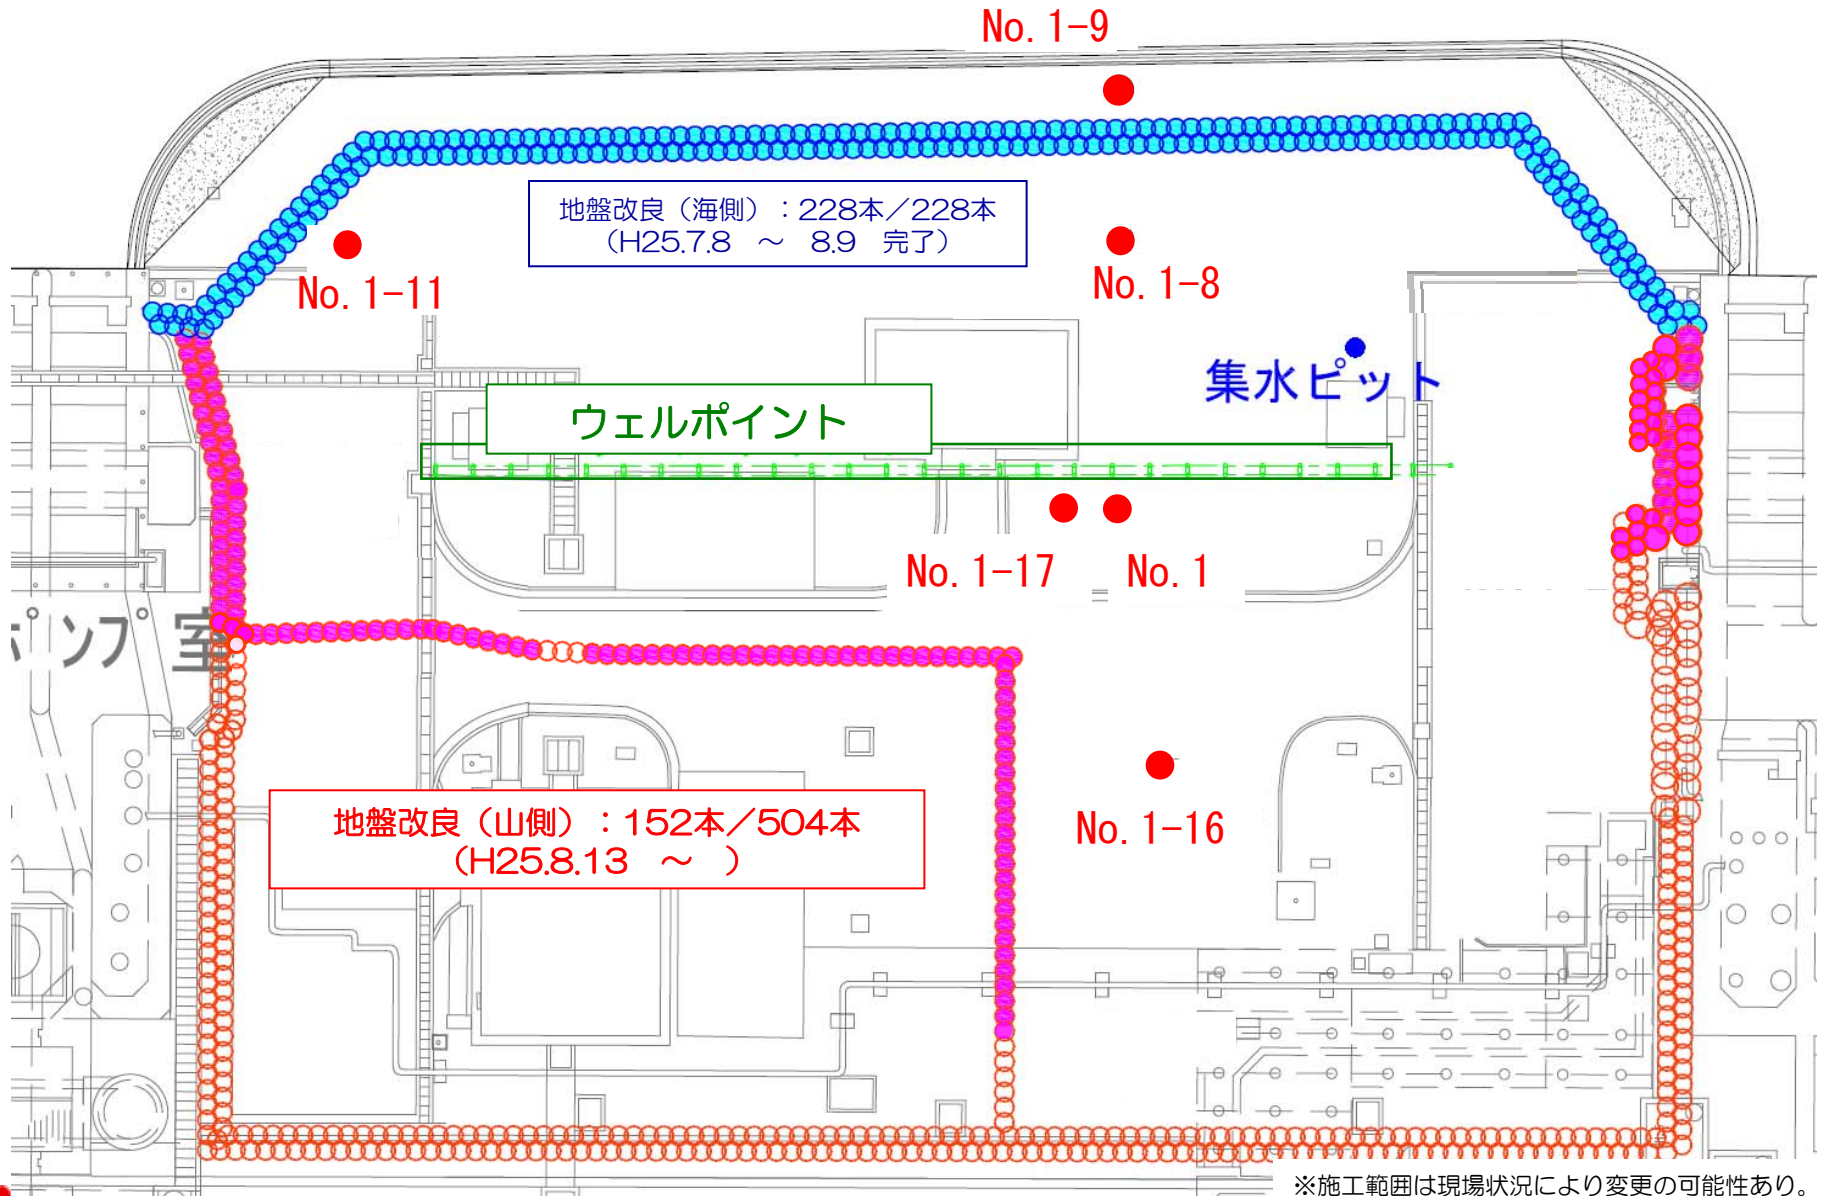 No. 1-9
地盤改良（海側）：228本／228本
（H25.7.8　～　8.9　完了）
No. 1-11
No. 1-8
集水ピット
ウェルポイント
No. 1-17
No. 1
ポンプ室
No. 1-16
地盤改良（山側）：152本／504本
（H25.8.13　～　）
※施工範囲は現場状況により変更の可能性あり。